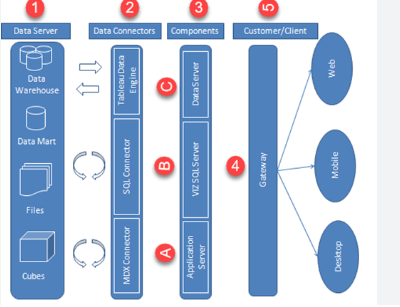 1
2
3
5
Data Server
Data Connectors
Components
Customer/Client
Data
Warehouse
Data Mart
Files
Cubes
Tableau Data
Engine
SQL Connector
MDX Connector
C
Data Server
B
VIZ SQL Server
A
Application
Server
4
Gateway
Web
Mobile
Desktop